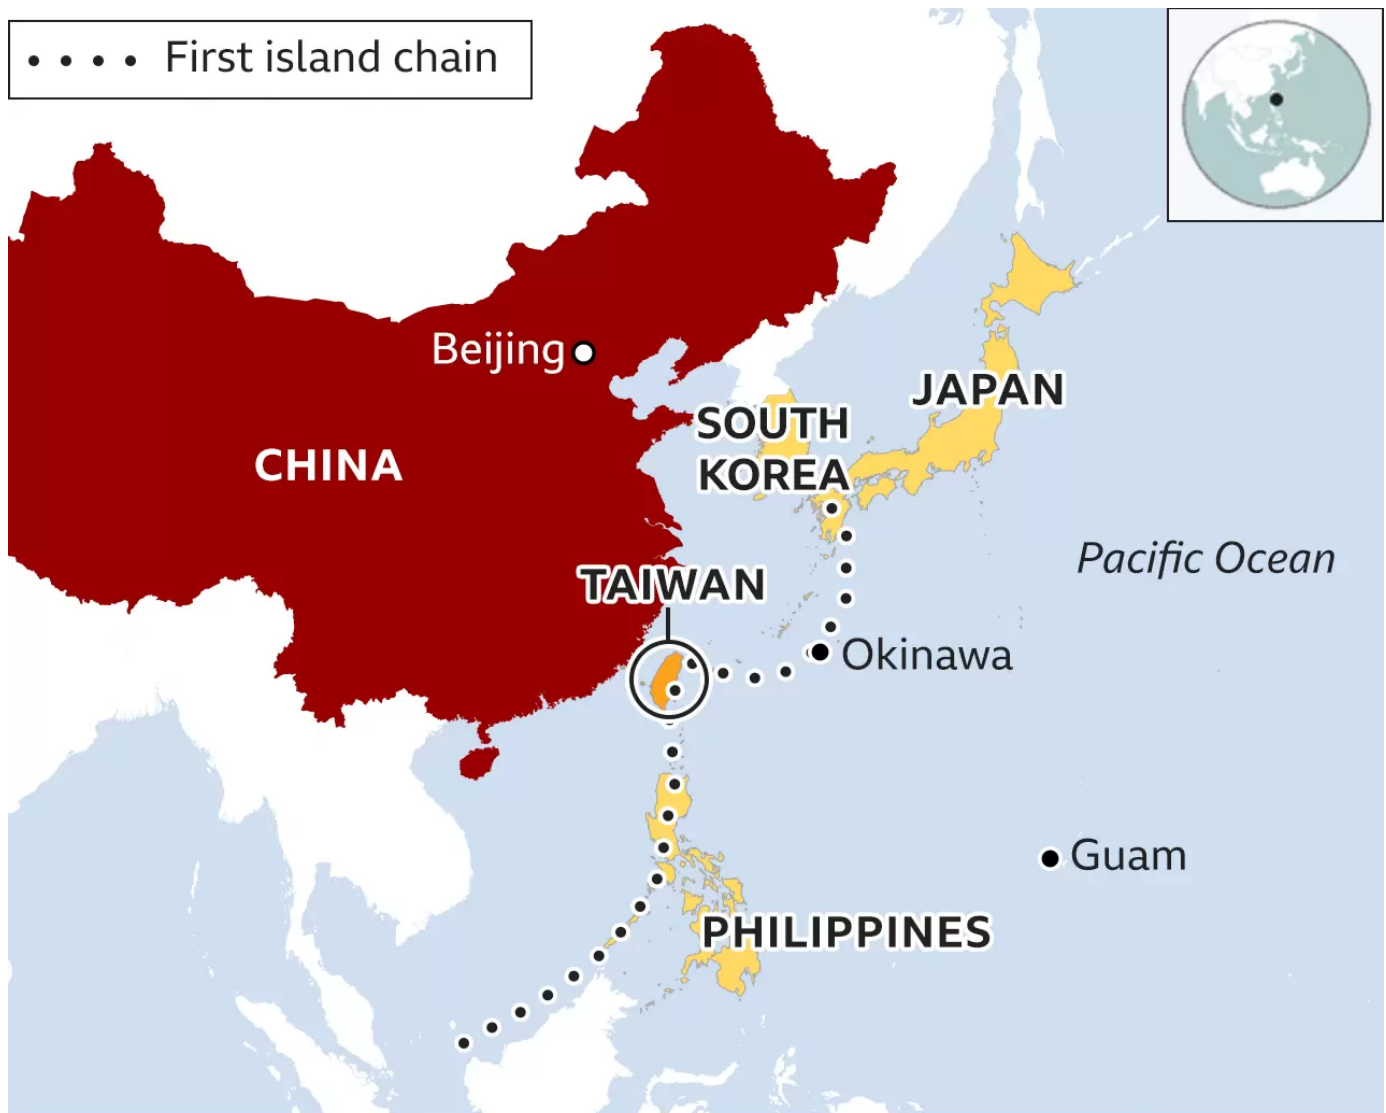 First island chain
Beijing
JAPAN
SOUTH
KOREA
CHINA
Pacific Ocean
TAIWAN
Okinawa
Guam
PHILIPPINES